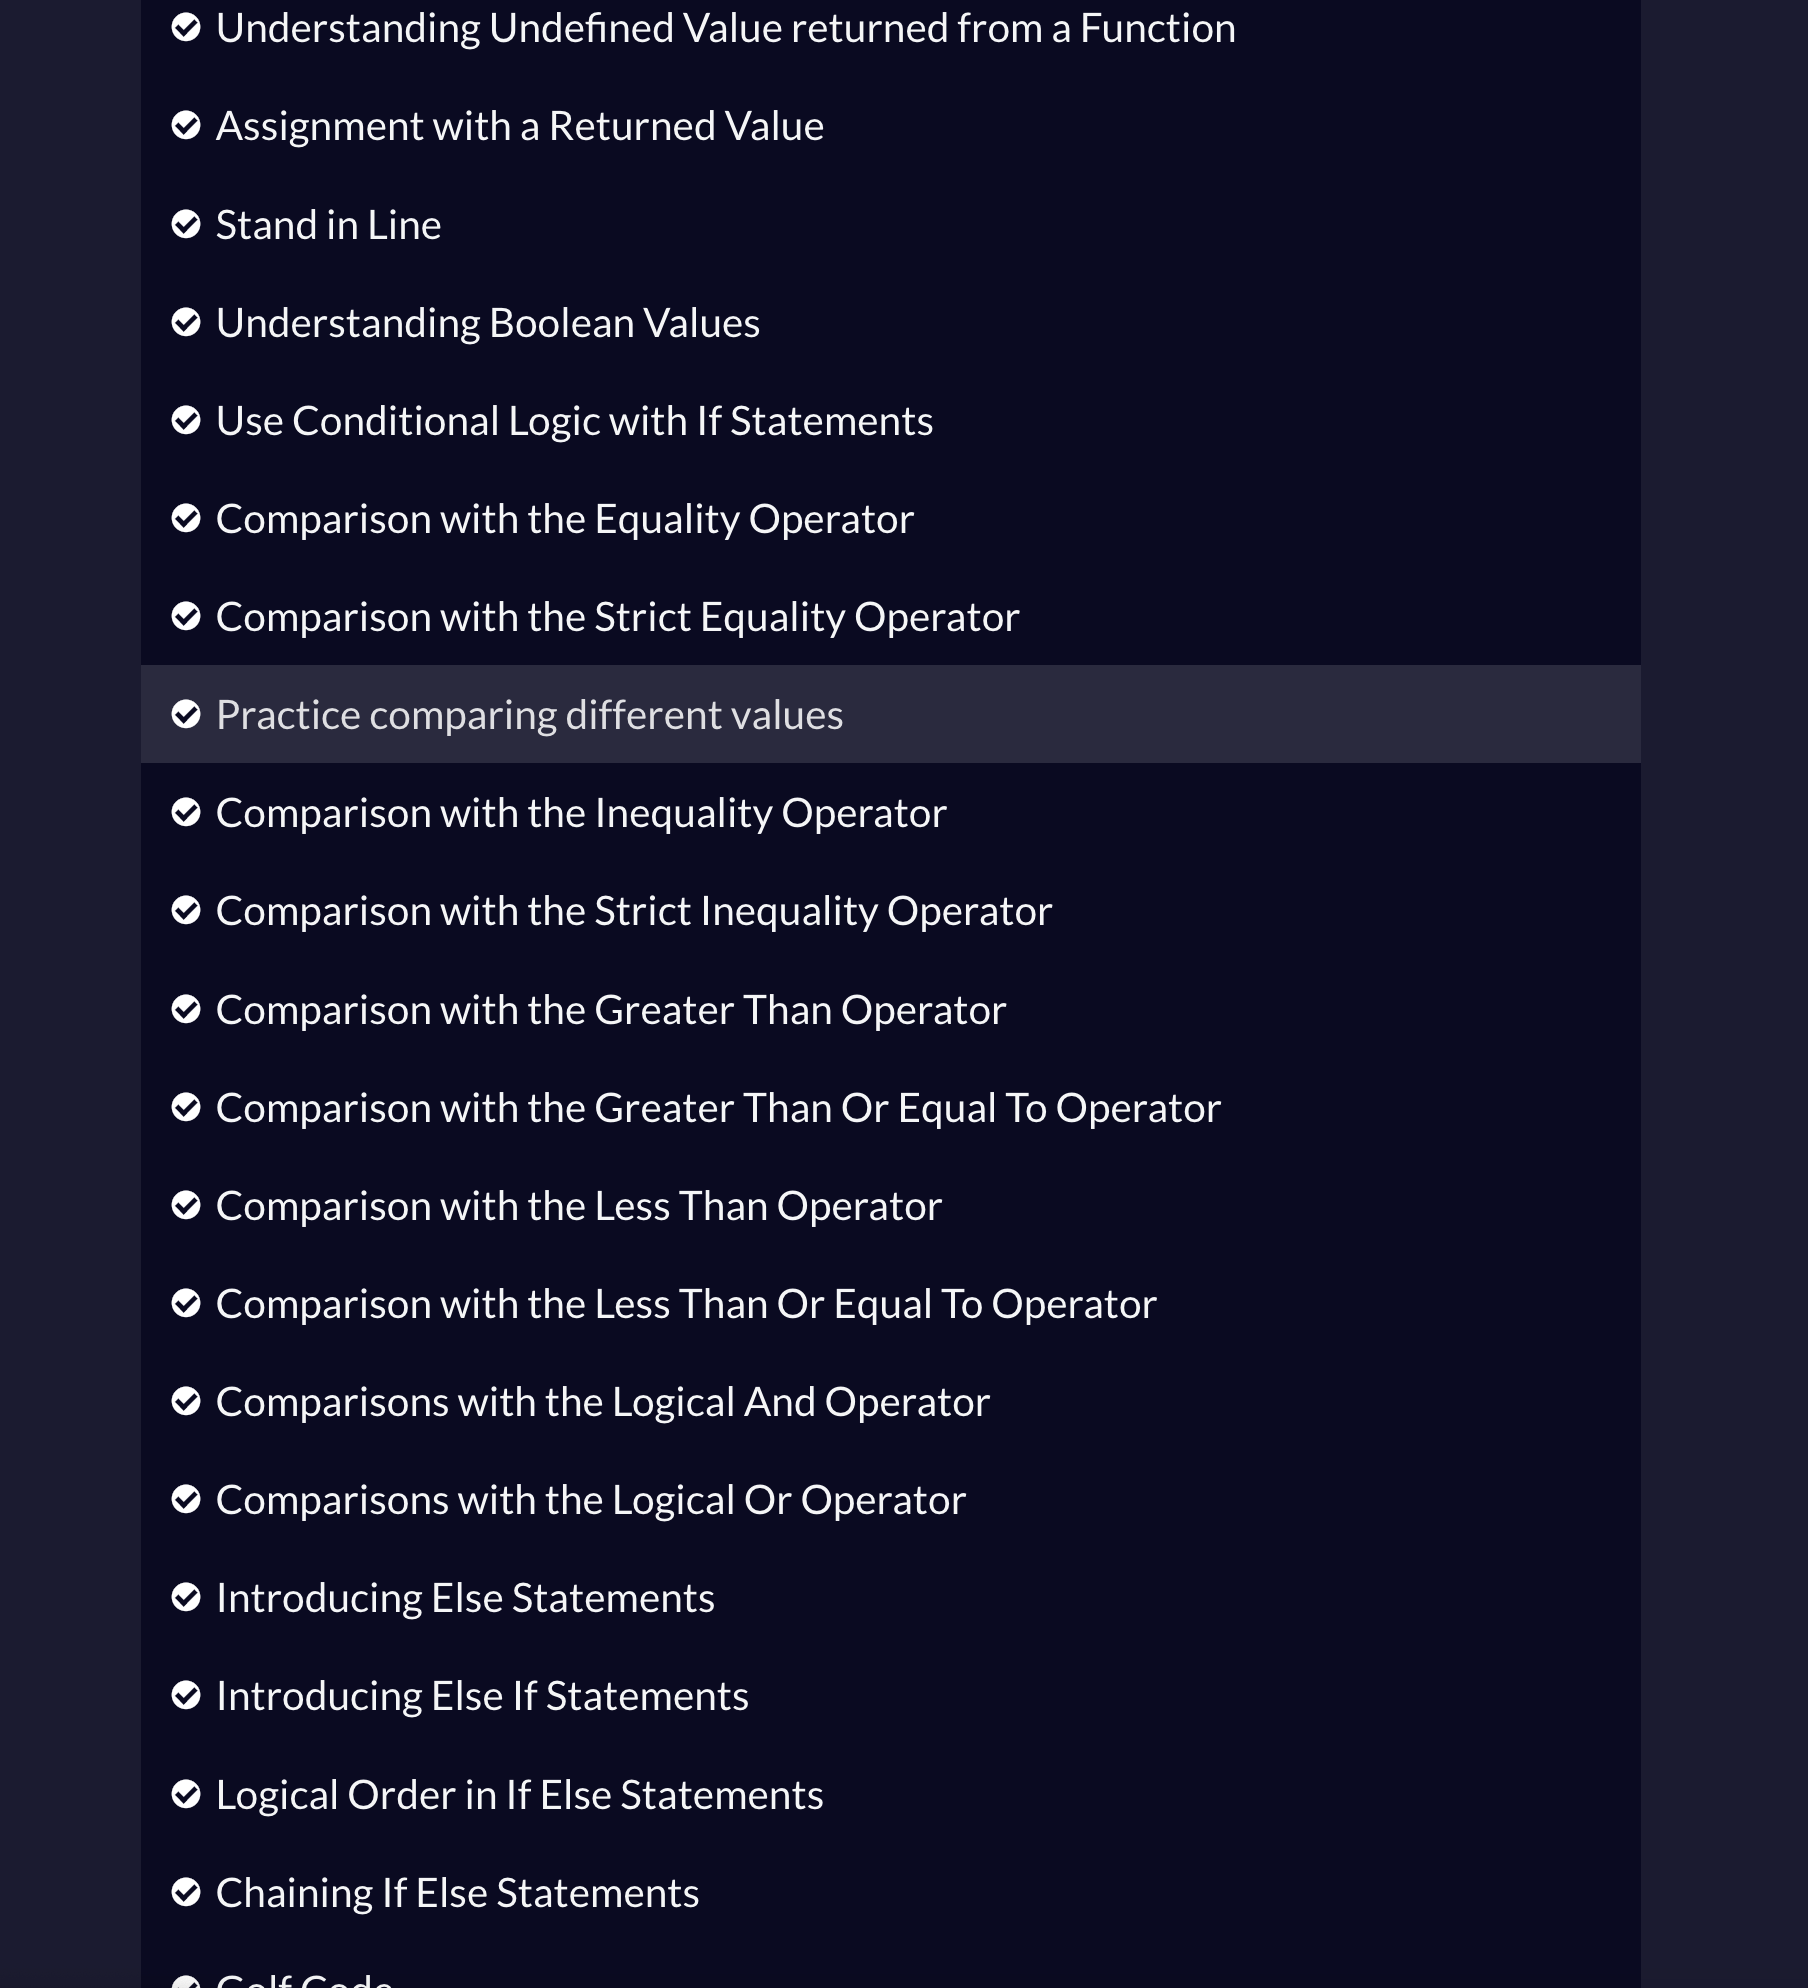 Understanding Undefined Value returned from a Function
Assignment with a Returned Value
Stand in Line
Understanding Boolean Values
Use Conditional Logic with If Statements
Comparison with the Equality Operator
Comparison with the Strict Equality Operator
Practice comparing different values
Comparison with the Inequality Operator
Comparison with the Strict Inequality Operator
Comparison with the Greater Than Operator
Comparison with the Greater Than Or Equal To Operator
Comparison with the Less Than Operator
Comparison with the Less Than Or Equal To Operator
Comparisons with the Logical And Operator
Comparisons with the Logical Or Operator
Introducing Else Statements
Introducing Else If Statements
Logical Order in If Else Statements
Chaining If Else Statements
Golf Code